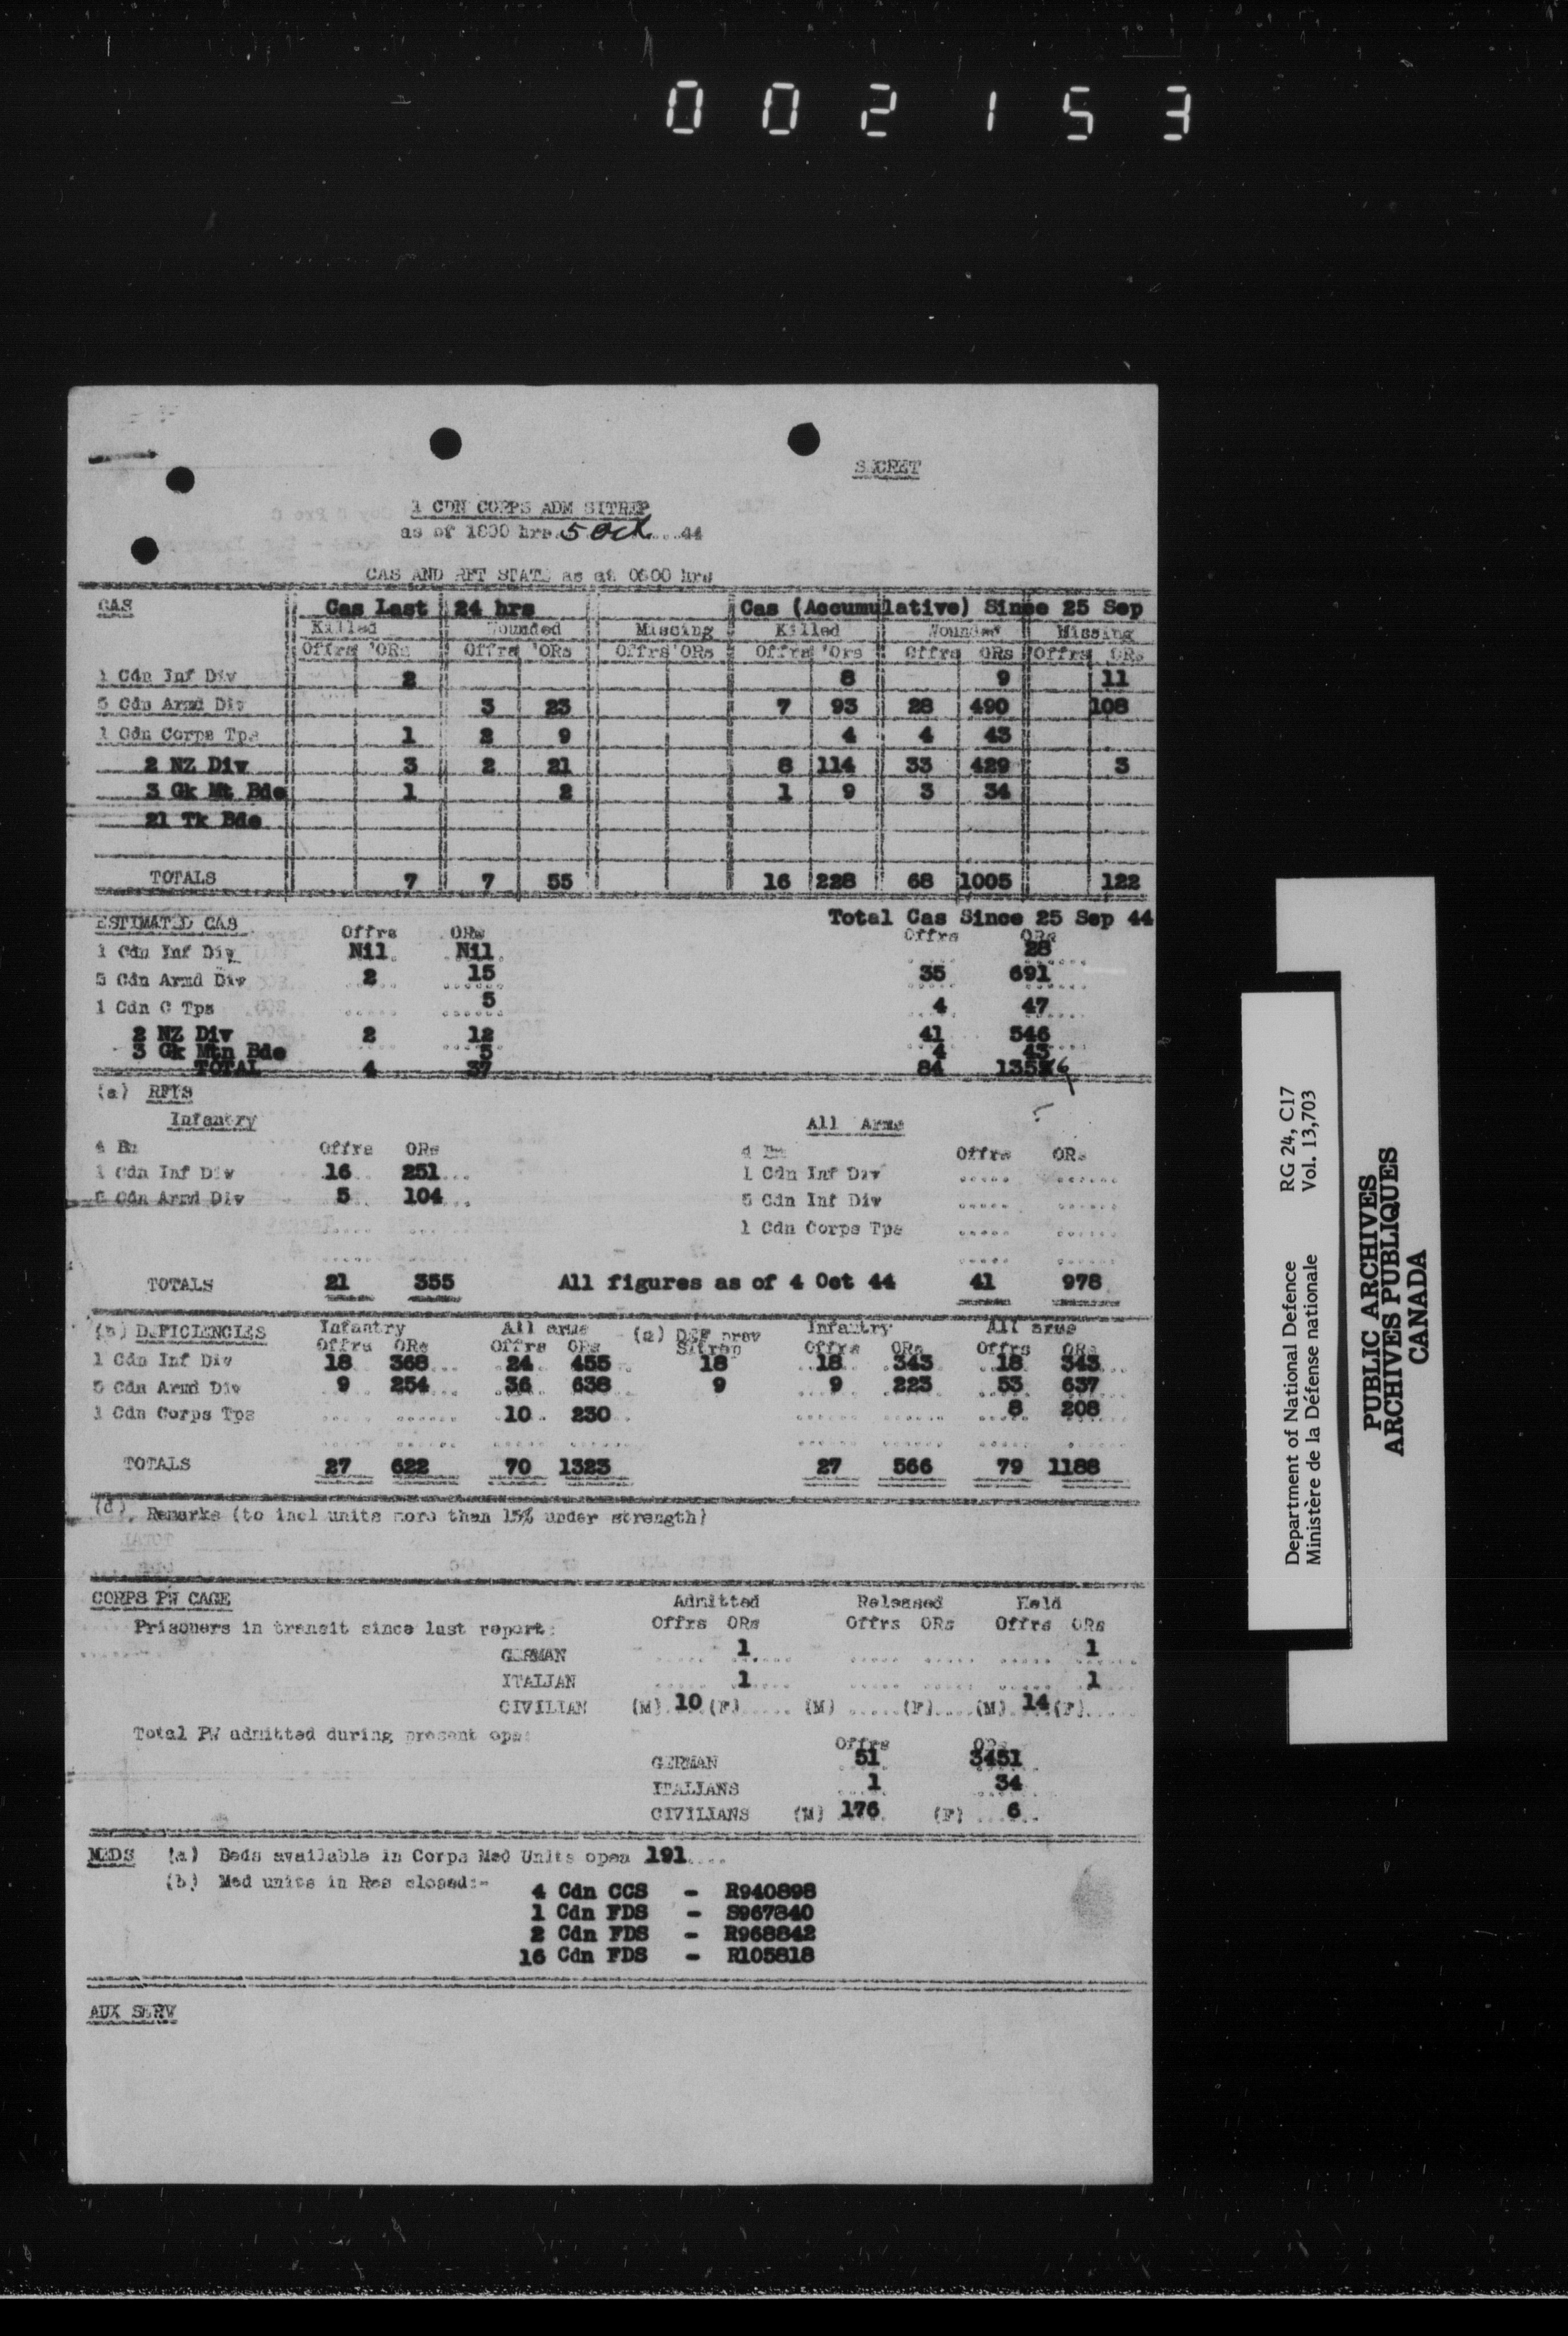 002153
SECRET
1 CDN CORPS ADM SITREP
as of 1800 hrs 5 Oct 44
CAS AND RFT STATE as at 0600 hrs
CAS Cas Last 24 hrs Cas (Accumulative) Since 25 Sep
Killed Wounded Missing Killed Wounded Missing
Offrs ORs Offrs ORs Offrs ORs Offrs Ors Offrs ORs Offrs ORs
1 Cdn Inf Div 2 8 9 11
5 Cdn Armd Div 3 23 7 93 28 490 108
1 Cdn Corps Tps 1 2 9 4 4 43
2 NZ Div 3 2 21 8 114 33 429 3
3 Gk Mt Bde 1 2 1 9 3 34
21 Tk Bde
TOTALS 7 7 55 16 228 68 1005 122
ESTIMATED CAS Total Cas Since 25 Sep 44
Offrs ORs Offrs ORs
1 Cdn Inf Div Nil Nil 28
5 Cdn Armd Div 2 15 35 691
1 Cdn C Tps 5 4 47
2 NZ Div 2 12 41 546
3 Gk Mtn Bde 5 4 43
TOTAL 4 37 84
(a) RFTS
Infantry All Arms
4 Bn Offrs ORs 4 Bn Offrs ORs
1 Cdn Inf Div 16 251 1 Cdn Inf Div
5 Cdn Armd Div 5 104 5 Cdn Inf Div
1 Cdn Corps Tps
TOTALS 21 355 All figures as of 4 Oct 44 41 978
(b) DEFICIENCIES Infantry All arms (a) DEF prev Sitrep Infantry All arms
Offrs ORs Offrs ORs Offrs ORs Offrs ORs
1 Cdn Inf Div 18 368 24 455 18 18 343 18 343
5 Cdn Armd Div 9 254 36 638 9 9 223 53 637
1 Cdn Corps Tps 10 230 8 208
TOTALS 27 622 70 1323 27 566 79 1188
(d). Remarks (to incl units more than 15% under strength)
CORPS PW CAGE Admitted Released Held
Prisoners in transit since last report: Offrs ORs Offrs ORs Offrs ORs
GERMAN 1 1
ITALIAN 1 1
CIVILIAN (M) 10 (F) (M) (F) (M) 14 (F)
Total PW admitted during present ops:
Offrs ORs
GERMAN 51 3451
ITALIANS 1 34
CIVILIANS (M) 176 (F) 6
MEDS (a) Beds available in Corps Med Units open 191
(b) Med units in Res closed:-
4 Cdn CCS - R940898
1 Cdn FDS - S967840
2 Cdn FDS - R968842
16 Cdn FDS - R105818
AUX SERV
Department of National Defence RG 24, C17
Ministère de la Défense nationale Vol. 13,703
PUBLIC ARCHIVES
ARCHIVES PUBLIQUES
CANADA